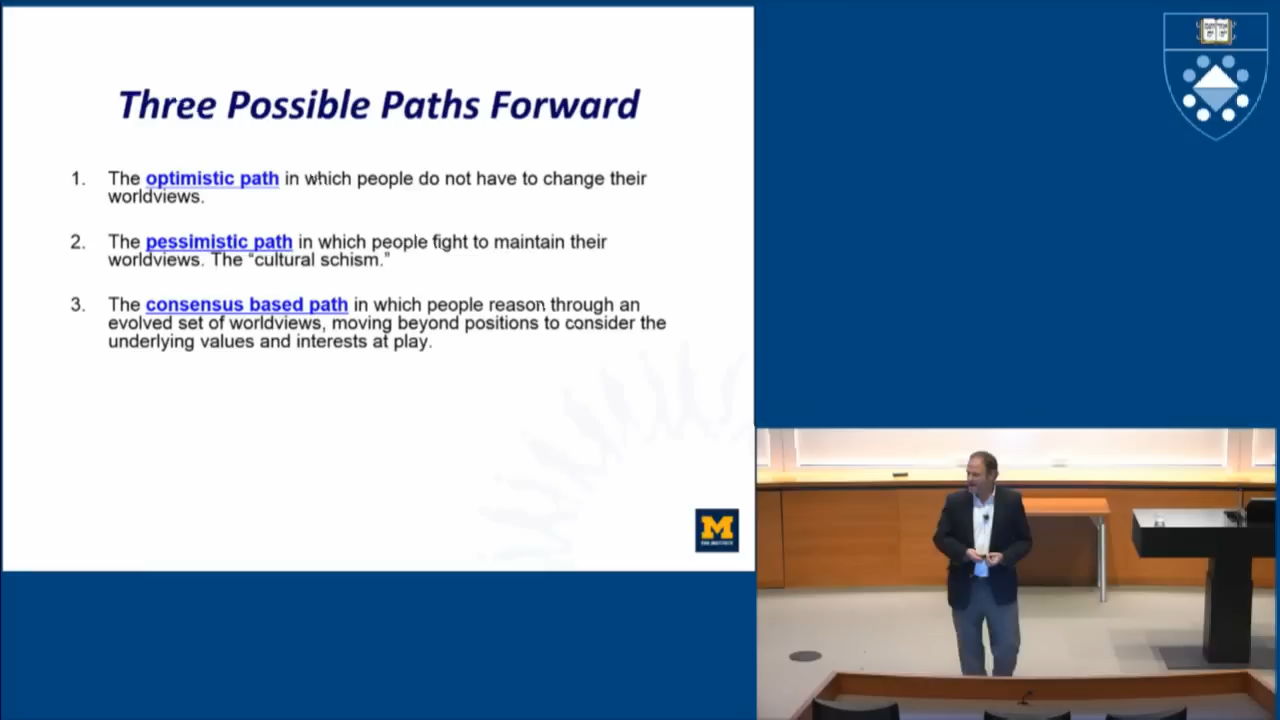 Three Possible Paths Forward
1. The optimistic path in which people do not have to change their
worldviews.
2. The pessimistic path in which people fight to maintain their
worldviews. The “cultural schism.”
3. The consensus based path in which people reason through an
evolved set of worldviews, moving beyond positions to consider the
underlying values and interests at play.
M